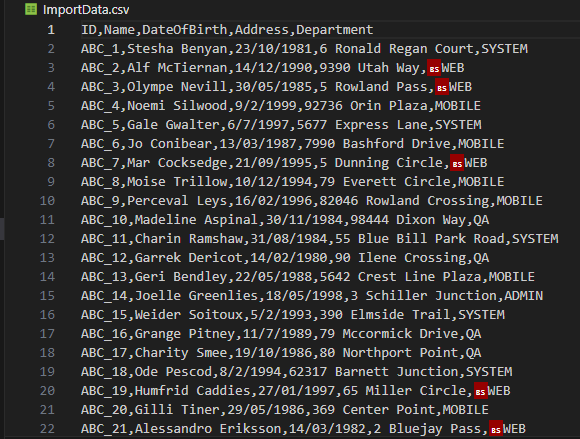 ImportData.csv
1 ID,Name,DateOfBirth,Address,Department
2 ABC_1,Stesha Benyan,23/10/1981,6 Ronald Regan Court,SYSTEM
3 ABC_2,Alf McTiernan,14/12/1990,9390 Utah Way,BSWEB
4 ABC_3,Olympe Nevill,30/05/1985,5 Rowland Pass,BSWEB
5 ABC_4,Noemi Silwood,9/2/1999,92736 Orin Plaza,MOBILE
6 ABC_5,Gale Gwalter,6/7/1997,5677 Express Lane,SYSTEM
7 ABC_6,Jo Conibear,13/03/1987,7990 Bashford Drive,MOBILE
8 ABC_7,Mar Cocksedge,21/09/1995,5 Dunning Circle,BSWEB
9 ABC_8,Moise Trillow,10/12/1994,79 Everett Circle,MOBILE
10 ABC_9,Perceval Leys,16/02/1996,82046 Rowland Crossing,MOBILE
11 ABC_10,Madeline Aspinal,30/11/1984,98444 Dixon Way,QA
12 ABC_11,Charin Ramshaw,31/08/1984,55 Blue Bill Park Road,SYSTEM
13 ABC_12,Garrek Dericot,14/02/1980,90 Ilene Crossing,QA
14 ABC_13,Geri Bendley,22/05/1988,5642 Crest Line Plaza,MOBILE
15 ABC_14,Joelle Greenlies,18/05/1998,3 Schiller Junction,ADMIN
16 ABC_15,Weider Soitoux,5/2/1993,390 Elmside Trail,SYSTEM
17 ABC_16,Grange Pitney,11/7/1989,79 Mccormick Drive,QA
18 ABC_17,Charity Smee,19/10/1986,80 Northport Point,QA
19 ABC_18,Ode Pescod,8/2/1994,62317 Barnett Junction,SYSTEM
20 ABC_19,Humfrid Caddies,27/01/1997,65 Miller Circle,BSWEB
21 ABC_20,Gilli Tiner,29/05/1986,369 Center Point,MOBILE
22 ABC_21,Alessandro Eriksson,14/03/1982,2 Bluejay Pass,BSWEB